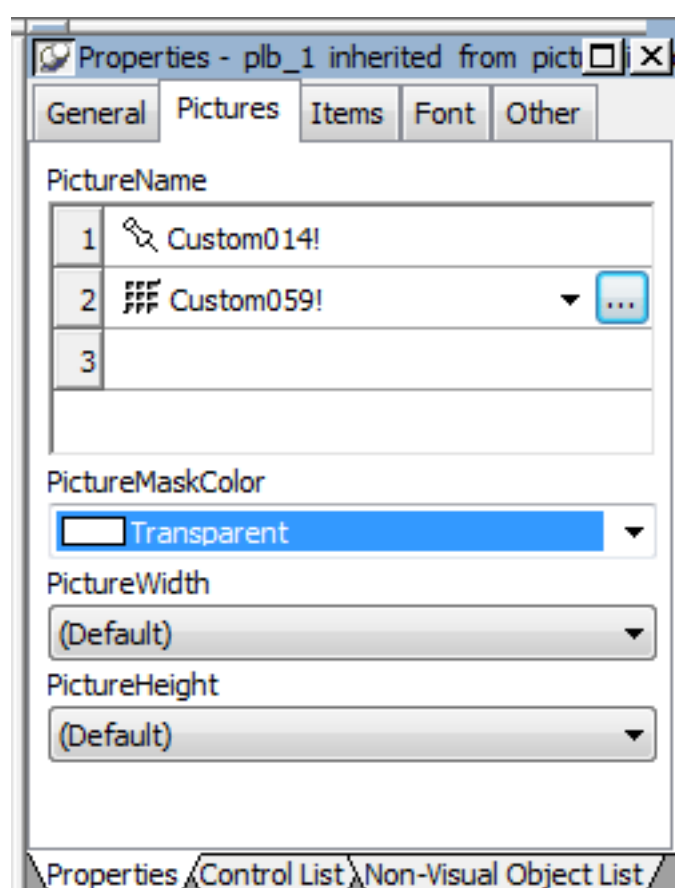 Properties - plb_1 inherited from
General Pictures Items Font Other
PictureName
1 Custom014!
2 Custom059! ...
3
PictureMaskColor
Transparent
PictureWidth
(Default)
PictureHeight
(Default)
Properties Control List Non-Visual Object List